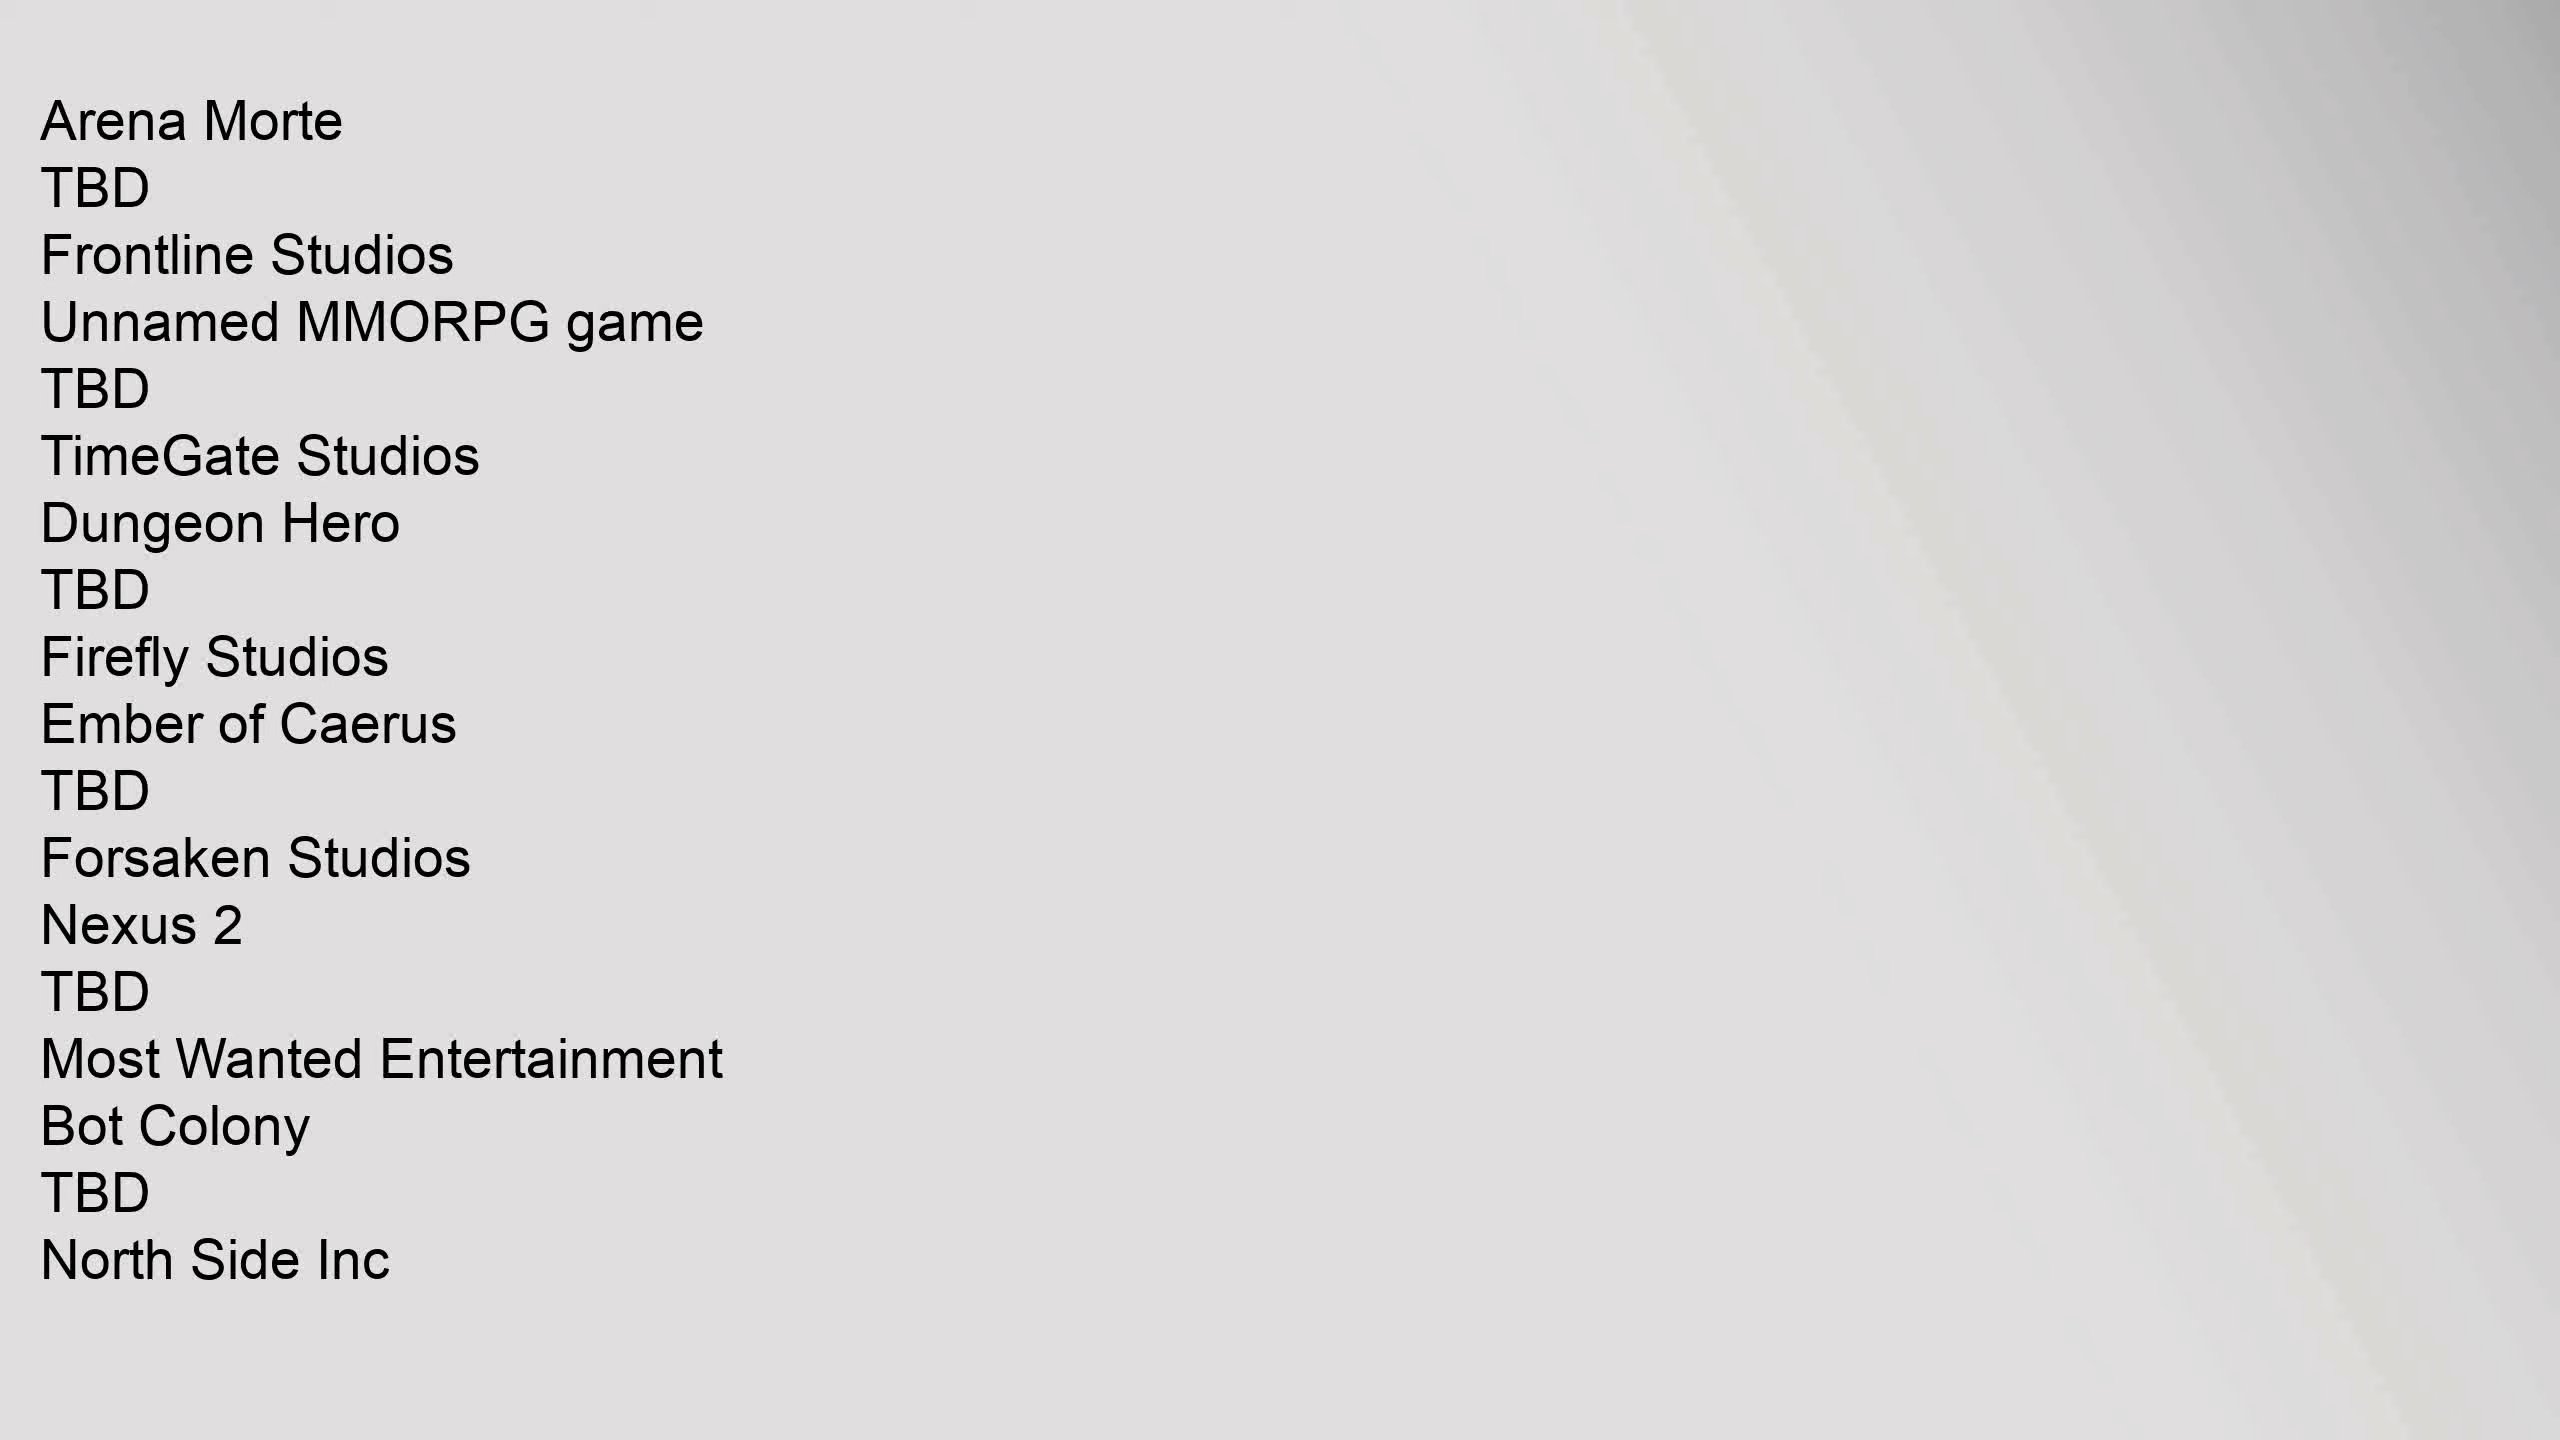 Arena Morte
TBD
Frontline Studios
Unnamed MMORPG game
TBD
TimeGate Studios
Dungeon Hero
TBD
Firefly Studios
Ember of Caerus
TBD
Forsaken Studios
Nexus 2
TBD
Most Wanted Entertainment
Bot Colony
TBD
North Side Inc